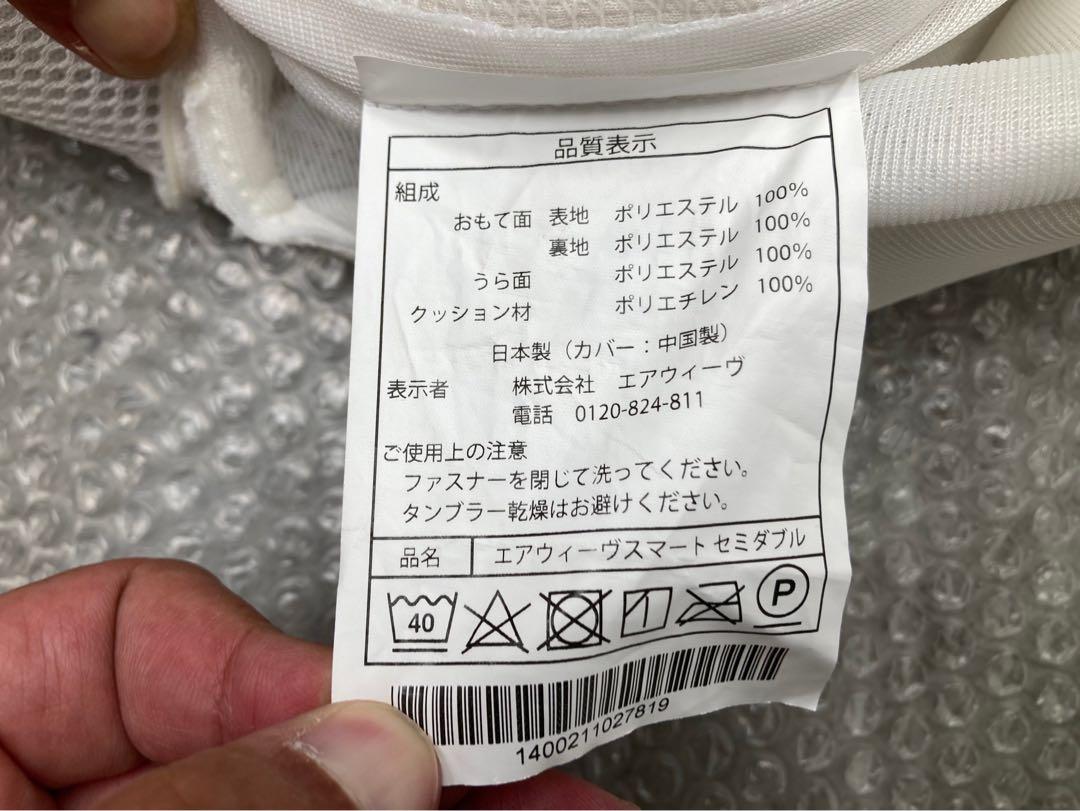 品質表示
組成
おもて面 表地 ポリエステル 100%
裏地 ポリエステル 100%
うら面 ポリエステル 100%
クッション材 ポリエチレン 100%
日本製(カバー:中国製)
表示者 株式会社 エアウィーヴ
電話 0120-824-811
ご使用上の注意
ファスナーを閉じて洗ってください。
タンブラー乾燥はお避けください。
品名 エアウィーヴスマート セミダブル
40 P
1400211027819